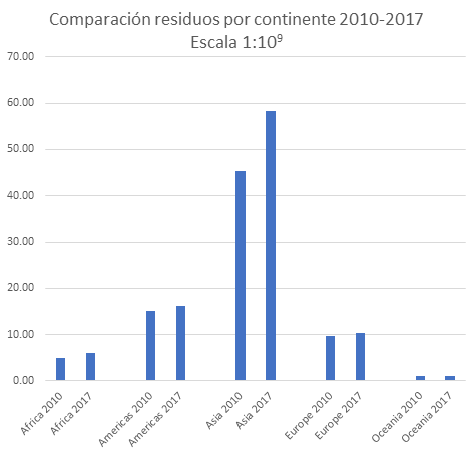 Comparación residuos por continente 2010-2017
Escala 1:10⁹
70.00
60.00
50.00
40.00
30.00
20.00
10.00
0.00
Africa 2010
Africa 2017
Americas 2010
Americas 2017
Asia 2010
Asia 2017
Europe 2010
Europe 2017
Oceania 2010
Oceania 2017